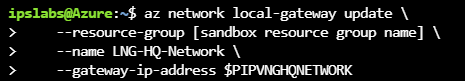 ipslabs@Azure:~$ az network local-gateway update \
>     --resource-group [sandbox resource group name] \
>     --name LNG-HQ-Network \
>     --gateway-ip-address $PIPVNGHQNETWORK